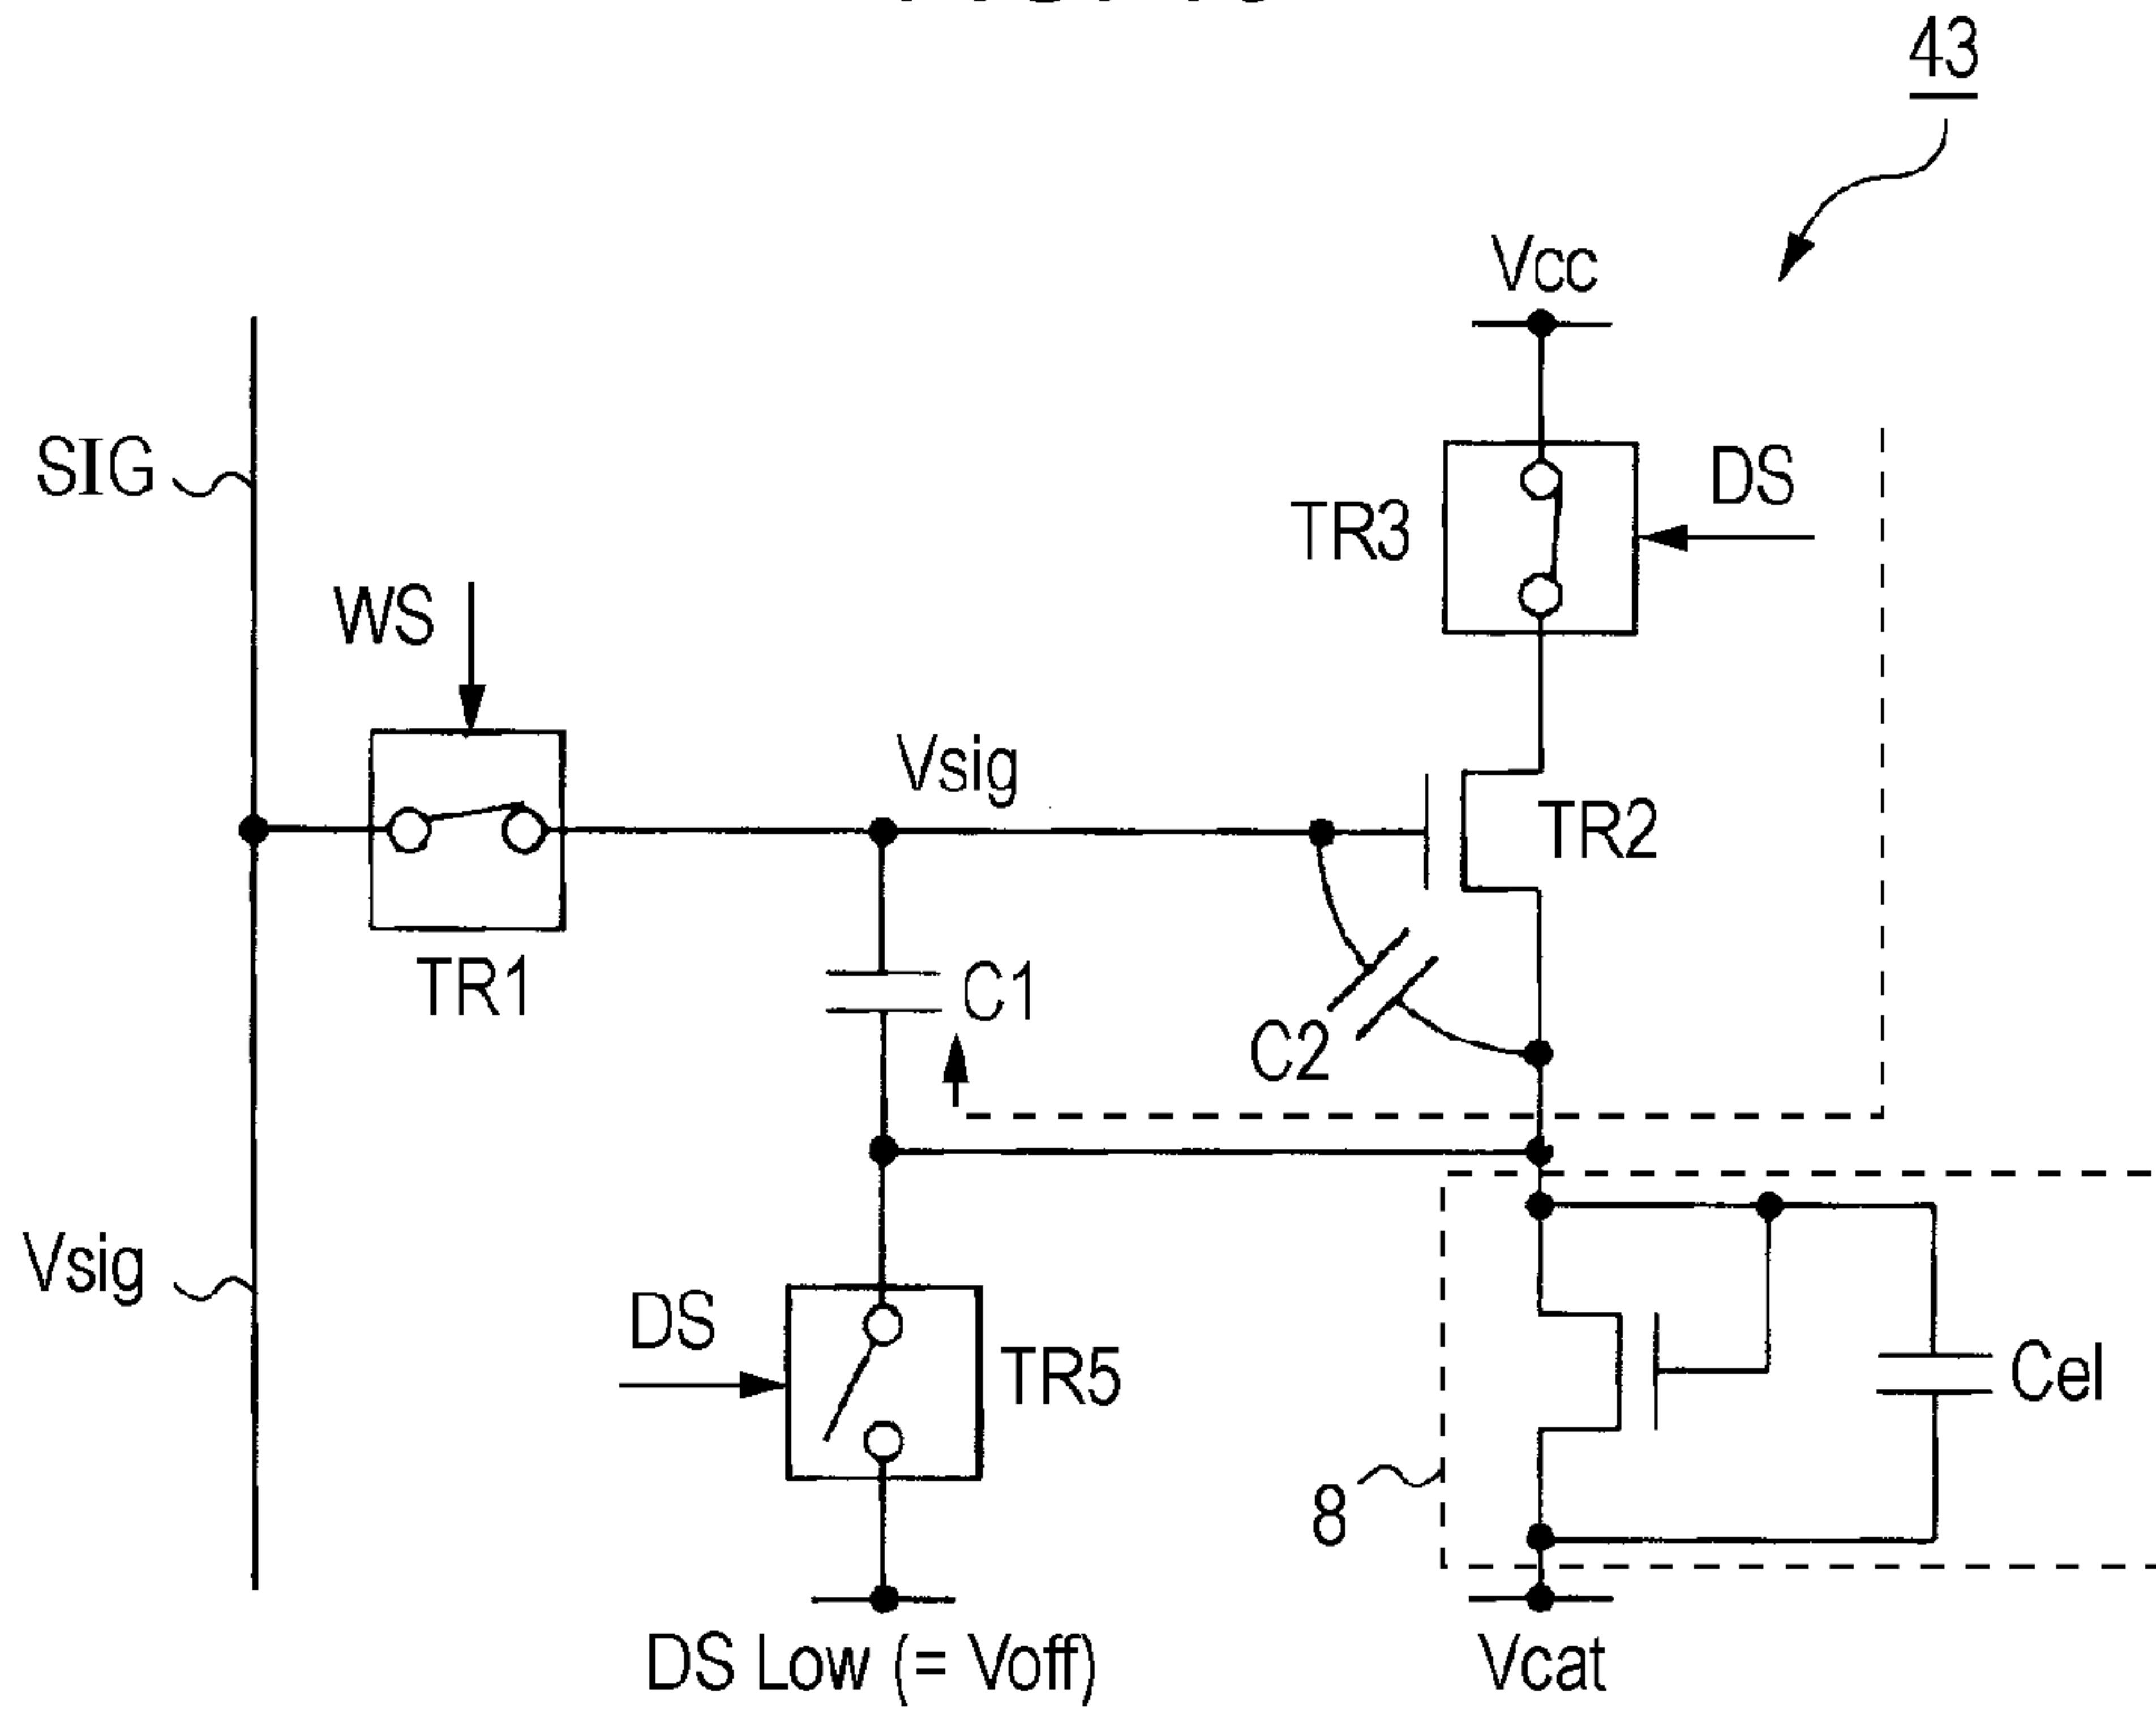 43
Vcc
SIG
DS
TR3
WS
Vsig
TR2
TR1
C1
C2
Vsig
DS
TR5
Cel
8
DS Low (= Voff)
Vcat